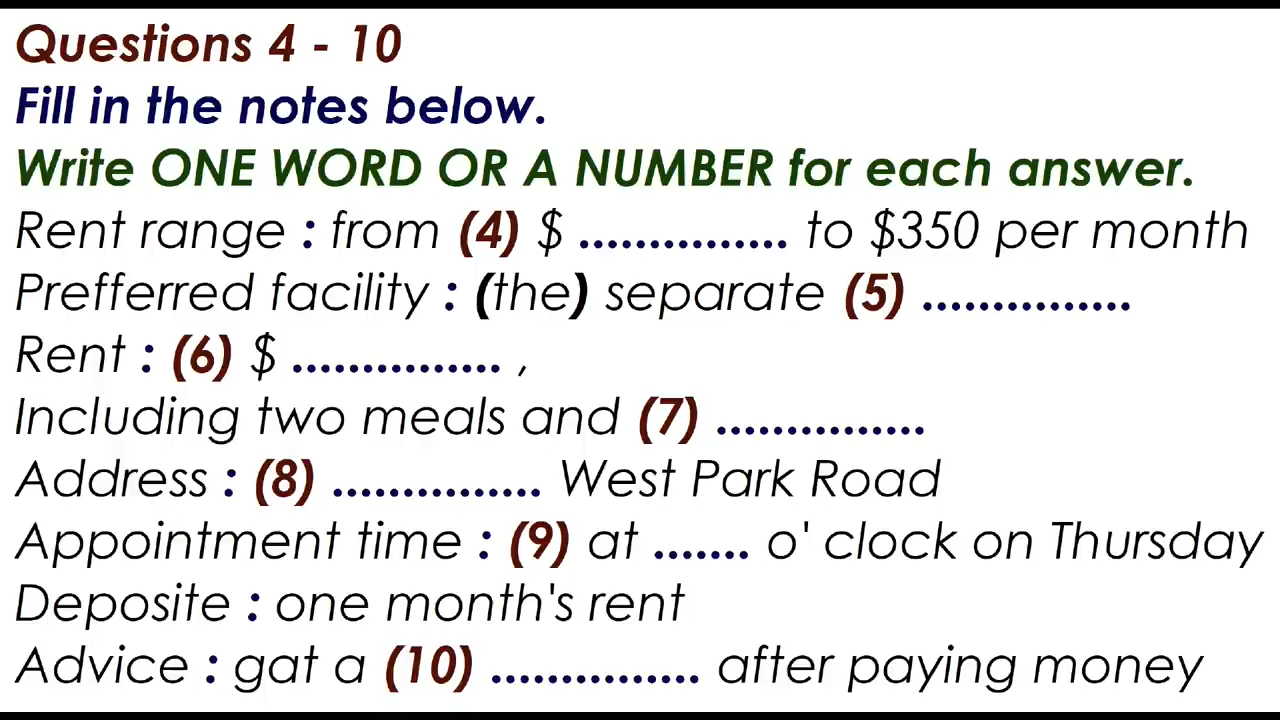 Questions 4 - 10
Fill in the notes below.
Write ONE WORD OR A NUMBER for each answer.
Rent range : from (4) $ ............... to $350 per month
Prefferred facility : (the) separate (5) ...............
Rent : (6) $ ............... ,
Including two meals and (7) ...............
Address : (8) ............... West Park Road
Appointment time : (9) at ....... o' clock on Thursday
Deposite : one month's rent
Advice : gat a (10) ............... after paying money